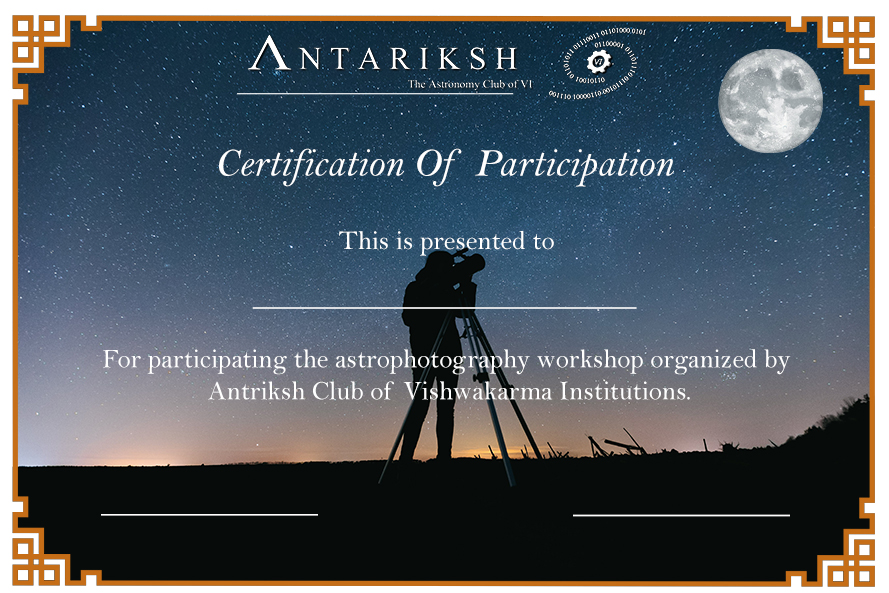 ANTARIKSH
The Astronomy Club of VI
VI
Certification Of Participation
This is presented to
For participating the astrophotography workshop organized by
Antriksh Club of Vishwakarma Institutions.